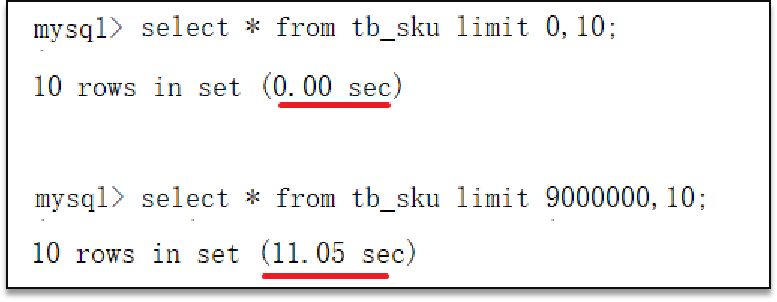 mysql> select * from tb_sku limit 0,10;
10 rows in set (0.00 sec)
mysql> select * from tb_sku limit 9000000,10;
10 rows in set (11.05 sec)